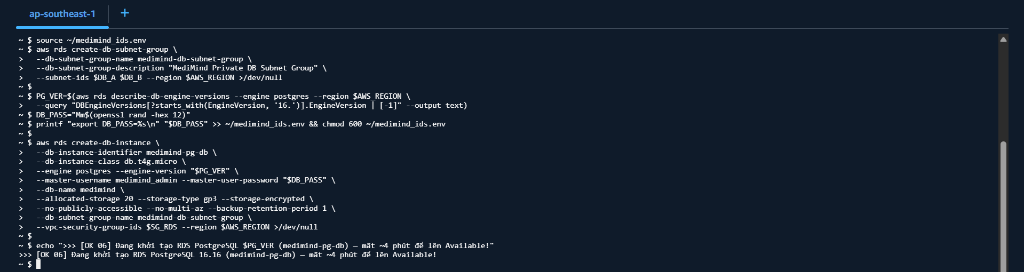 ap-southeast-1 +
~ $ source ~/medimind_ids.env
~ $ aws rds create-db-subnet-group \
> --db-subnet-group-name medimind-db-subnet-group \
> --db-subnet-group-description "MediMind Private DB Subnet Group" \
> --subnet-ids $DB_A $DB_B --region $AWS_REGION >/dev/null
~ $
~ $ PG_VER=$(aws rds describe-db-engine-versions --engine postgres --region $AWS_REGION \
> --query "DBEngineVersions[?starts_with(EngineVersion, '16.')].EngineVersion | [-1]" --output text)
~ $ DB_PASS="Mm$(openssl rand -hex 12)"
~ $ printf "export DB_PASS=%s\n" "$DB_PASS" >> ~/medimind_ids.env && chmod 600 ~/medimind_ids.env
~ $
~ $ aws rds create-db-instance \
> --db-instance-identifier medimind-pg-db \
> --db-instance-class db.t4g.micro \
> --engine postgres --engine-version "$PG_VER" \
> --master-username medimind_admin --master-user-password "$DB_PASS" \
> --db-name medimind \
> --allocated-storage 20 --storage-type gp3 --storage-encrypted \
> --no-publicly-accessible --no-multi-az --backup-retention-period 1 \
> --db-subnet-group-name medimind-db-subnet-group \
> --vpc-security-group-ids $SG_RDS --region $AWS_REGION >/dev/null
~ $
~ $ echo ">>> [OK 06] Đang khởi tạo RDS PostgreSQL $PG_VER (medimind-pg-db) — mất ~4 phút để lên Available!"
>>> [OK 06] Đang khởi tạo RDS PostgreSQL 16.16 (medimind-pg-db) — mất ~4 phút để lên Available!
~ $